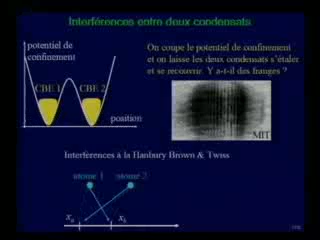 Interférences entre deux condensats
potentiel de
confinement
CBE 1
CBE 2
position
On coupe le potentiel de confinement
et on laisse les deux condensats s'étaler
et se recouvrir. Y a-t-il des franges ?
MIT
Interférences à la Hanbury Brown & Twiss
atome 1
atome 2
xa
xb